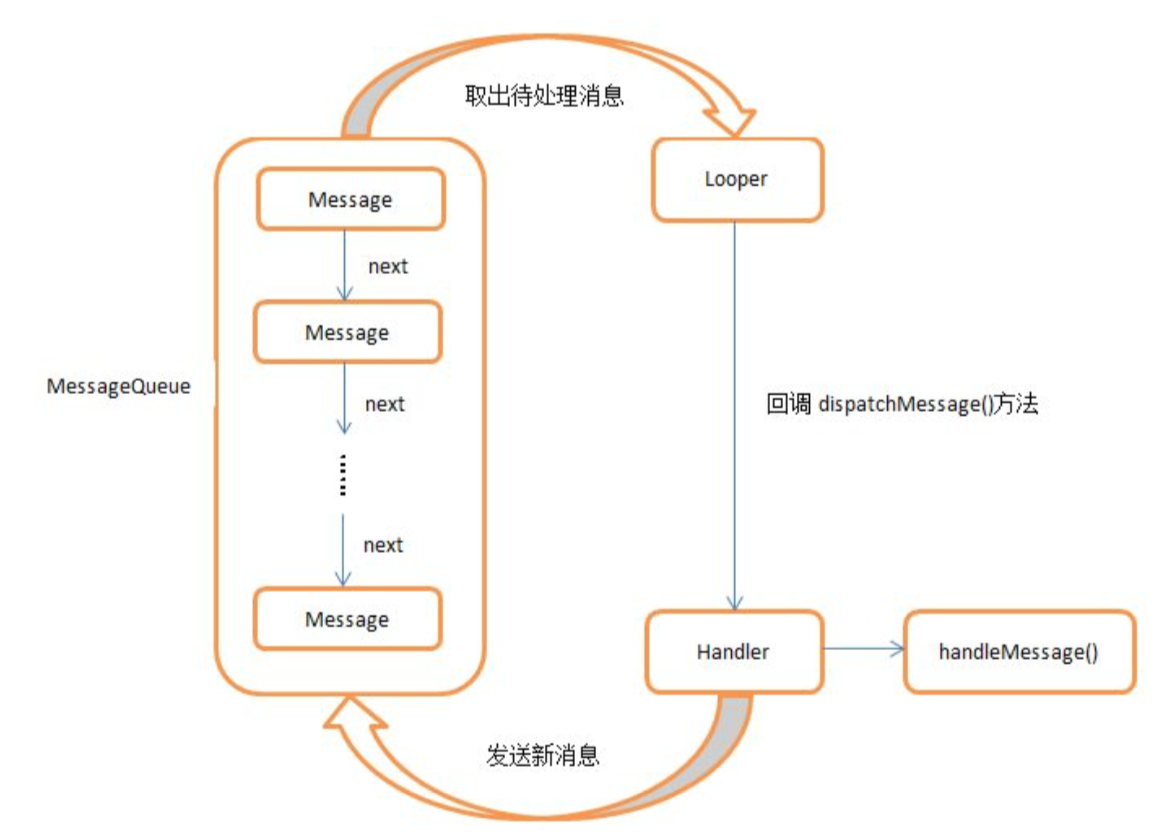 取出待处理消息
Looper
Message
next
Message
MessageQueue
next
回调 dispatchMessage()方法
next
Message
Handler
handleMessage()
发送新消息